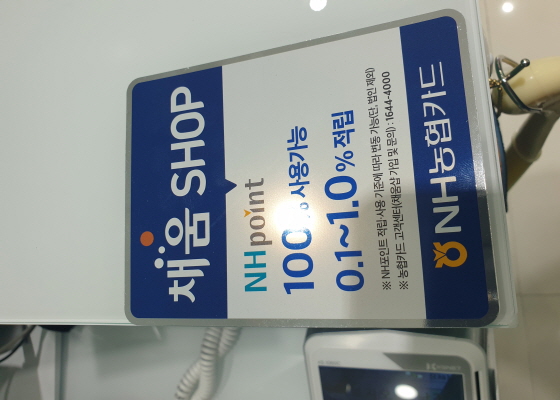 채움 SHOP
NHpoint
100% 사용가능
0.1~1.0% 적립
※ NH포인트 적립·사용 기준에 따라 변동 가능(단, 법인 제외)
※ 농협카드 고객센터(채움샵 가입 및 문의) : 1644-4000
NH농협카드